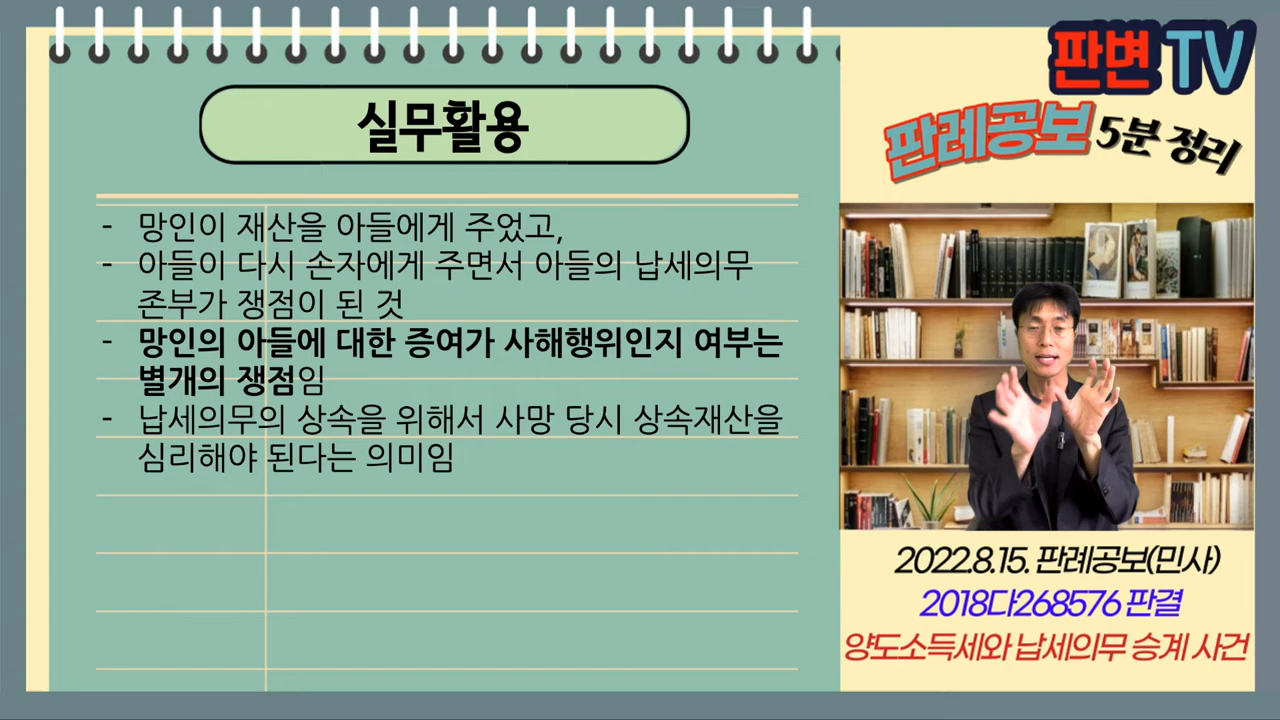 판변 TV
판례공보 5분 정리
실무활용
- 망인이 재산을 아들에게 주었고,
- 아들이 다시 손자에게 주면서 아들의 납세의무
존부가 쟁점이 된 것
- 망인의 아들에 대한 증여가 사해행위인지 여부는
별개의 쟁점임
- 납세의무의 상속을 위해서 사망 당시 상속재산을
심리해야 된다는 의미임
2022.8.15. 판례공보(민사)
2018다268576 판결
양도소득세와 납세의무 승계 사건